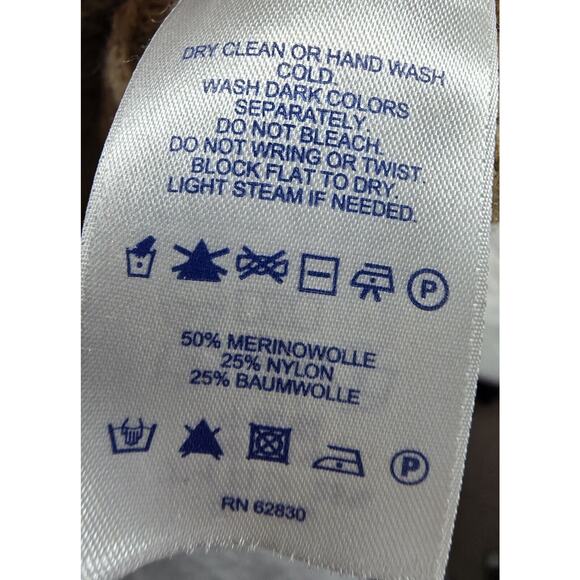 DRY CLEAN OR HAND WASH
COLD.
WASH DARK COLORS
SEPARATELY.
DO NOT BLEACH.
DO NOT WRING OR TWIST.
BLOCK FLAT TO DRY.
LIGHT STEAM IF NEEDED.
P
50% MERINOWOLLE
25% NYLON
25% BAUMWOLLE
P
RN 62830